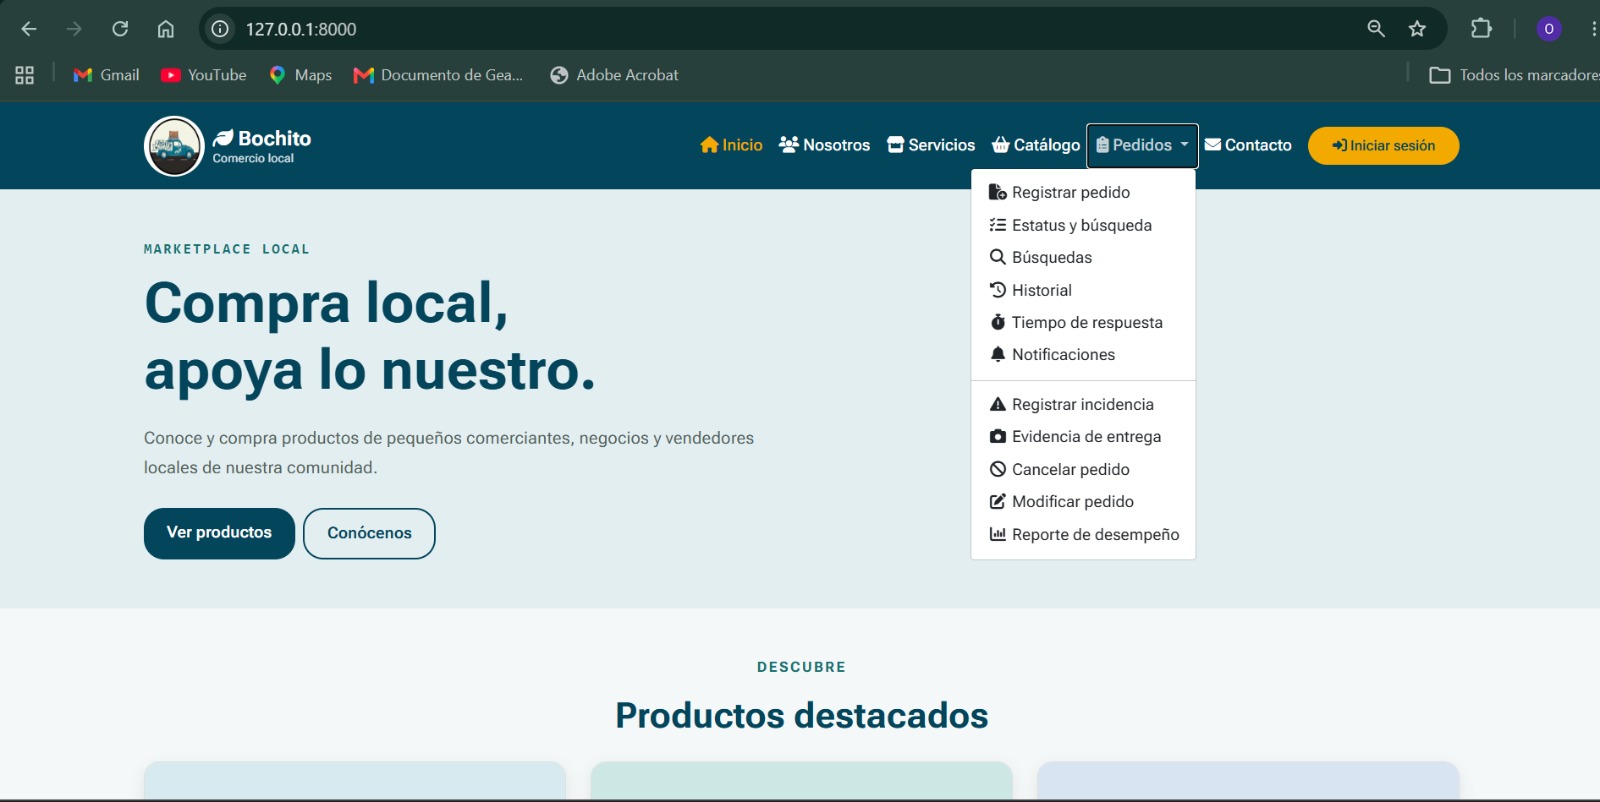 127.0.0.1:8000
Gmail YouTube Maps Documento de Gea... Adobe Acrobat Todos los marcadores
O
Bochito
Comercio local
Inicio Nosotros Servicios Catálogo Pedidos Contacto Iniciar sesión
Registrar pedido
Estatus y búsqueda
Búsquedas
Historial
Tiempo de respuesta
Notificaciones
Registrar incidencia
Evidencia de entrega
Cancelar pedido
Modificar pedido
Reporte de desempeño
MARKETPLACE LOCAL
Compra local,
apoya lo nuestro.
Conoce y compra productos de pequeños comerciantes, negocios y vendedores
locales de nuestra comunidad.
Ver productos Conócenos
DESCUBRE
Productos destacados